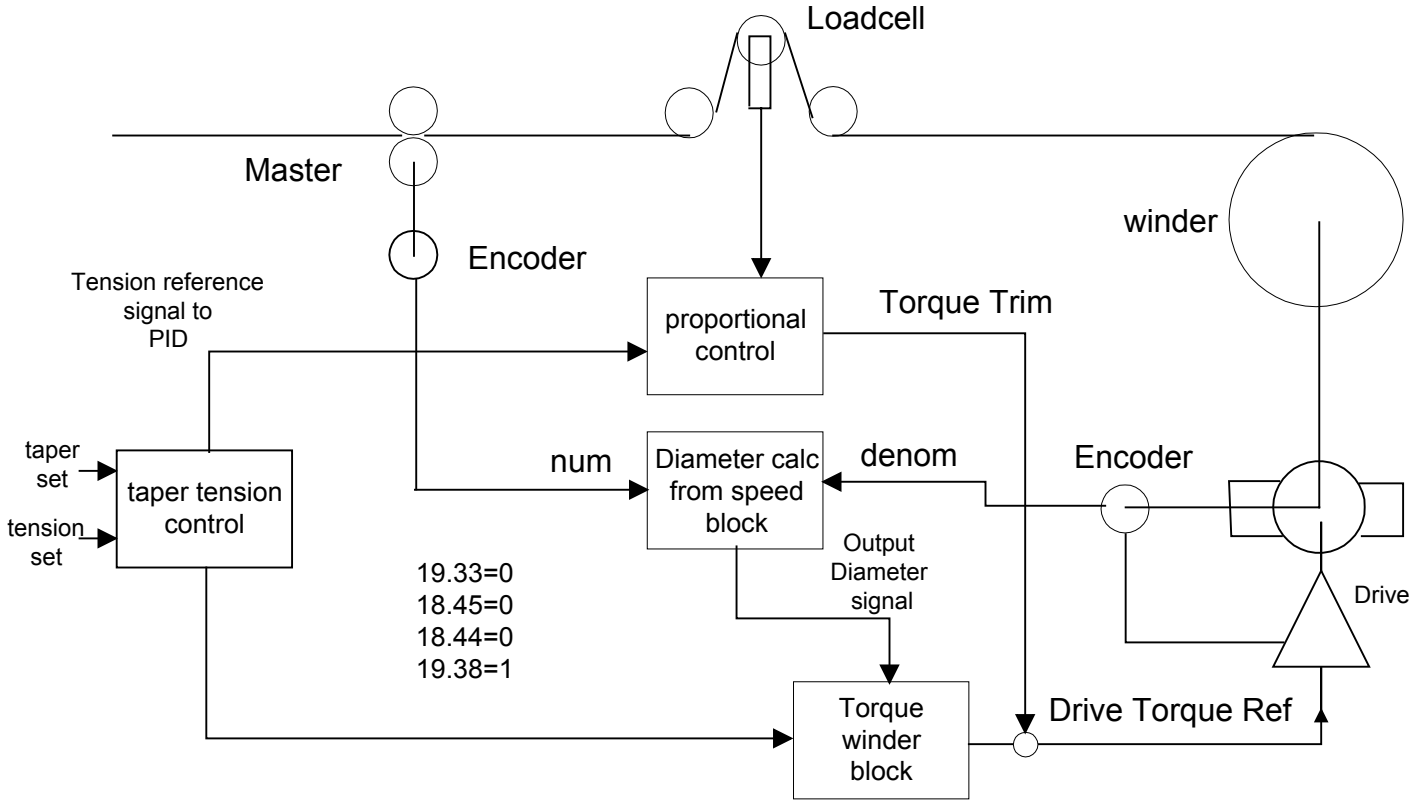 Loadcell
Master
winder
Encoder
Tension reference
signal to
PID
Torque Trim
proportional
control
taper
set
taper tension
control
tension
set
num
Diameter calc
from speed
block
denom
Encoder
Output
Diameter
signal
19.33=0
18.45=0
18.44=0
19.38=1
Drive
Torque
winder
block
Drive Torque Ref